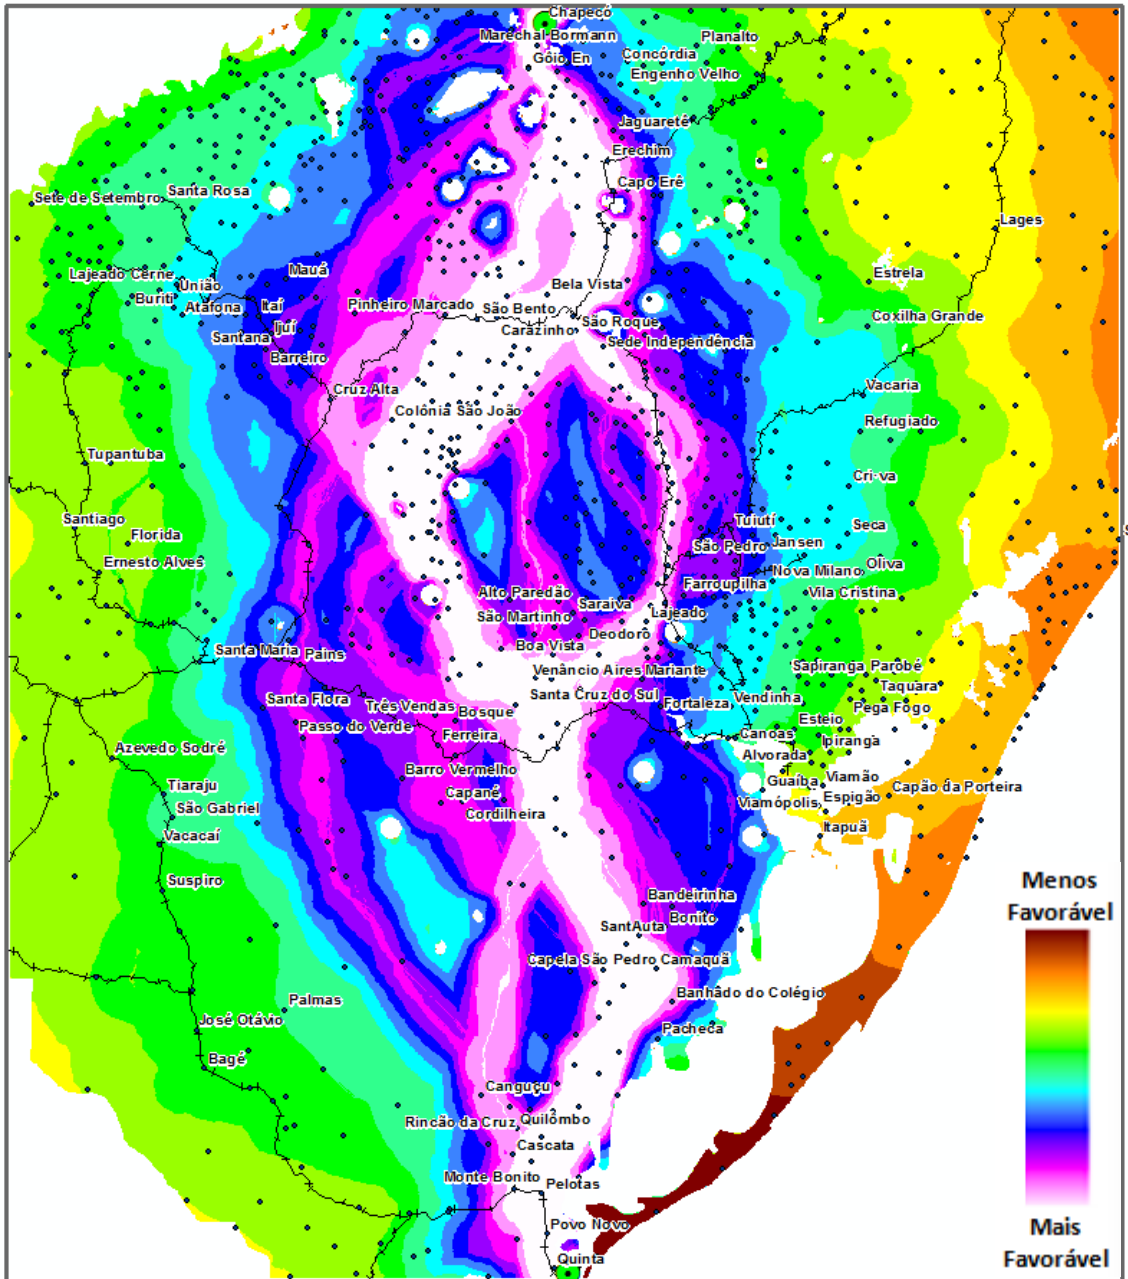 Chapecó
Marechal Bormann
Planalto
Gôio En
Concórdia
Engenho Velho
Jaguaretê
Erechim
Capo Erê
Santa Rosa
Sete de Setembro
Lages
Mauá
Lajeado Cerne
Estrela
União
Bela Vista
Buriti
Atafona
Itaí
Pinheiro Marcado
São Bento
Coxilha Grande
Ijuí
Carazinho
São Roque
Santana
Sede Independência
Barreiro
Cruz Alta
Vacaria
Colônia São João
Refugiado
Tupantuba
Cri-va
Santiago
Tuiutí
Seca
Florida
São Pedro
Jansen
Ernesto Alves
Nova Milano
Oliva
Farroupilha
Alto Paredão
Vila Cristina
Saraiva
São Martinho
Lajeado
Deodoro
Boa Vista
Santa Maria
Pains
Venâncio Aires
Mariante
Sapiranga
Parobé
Taquara
Santa Cruz do Sul
Santa Flora
Fortaleza
Vendinha
Três Vendas
Bosque
Pega Fogo
Passo do Verde
Esteio
Ferreira
Canoas
Ipiranga
Azevedo Sodré
Alvorada
Barro Vermelho
Guaíba
Viamão
Tiaraju
Capané
Capão da Porteira
Espigão
São Gabriel
Viamópolis
Cordilheira
Itapuã
Vacacaí
Suspiro
Menos
Favorável
Bandeirinha
Bonito
SantAuta
Capela São Pedro
Camaquã
Banhado do Colégio
Palmas
José Otávio
Pacheca
Bagé
Canguçu
Rincão da Cruz
Quilombo
Cascata
Monte Bonito
Pelotas
Povo Novo
Mais
Favorável
Quinta